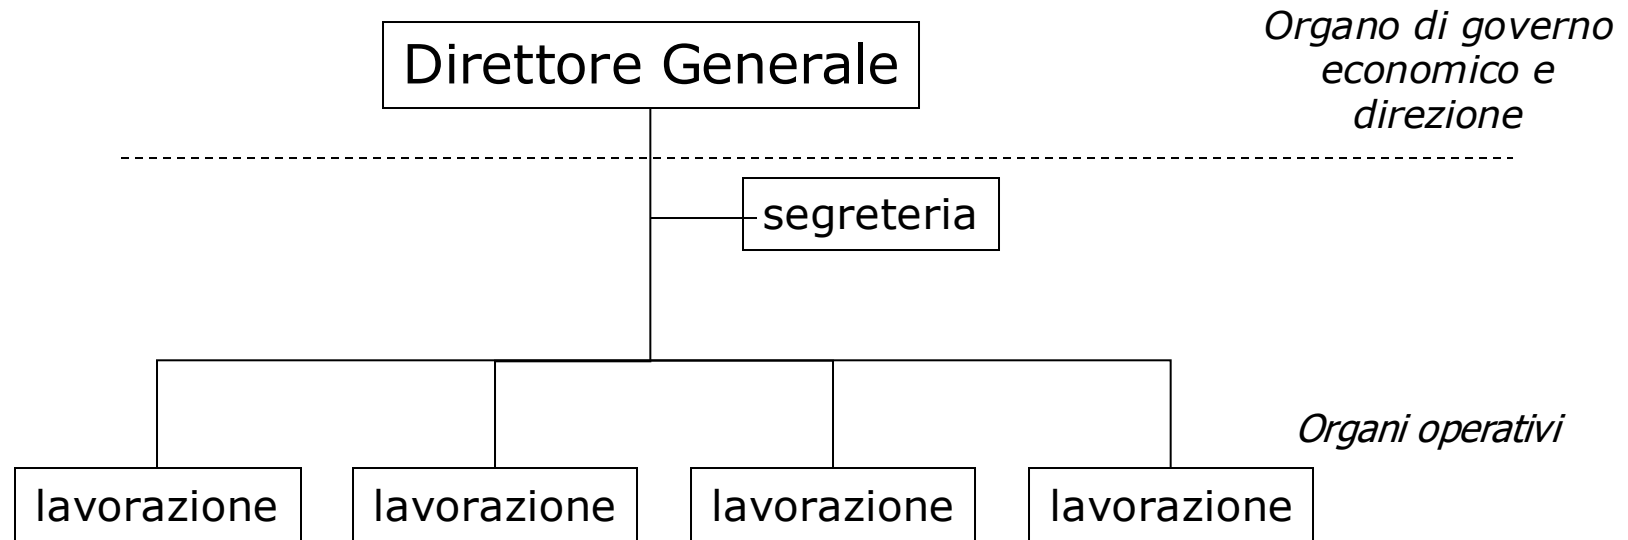 Direttore Generale
Organo di governo
economico e
direzione
segreteria
Organi operativi
lavorazione
lavorazione
lavorazione
lavorazione